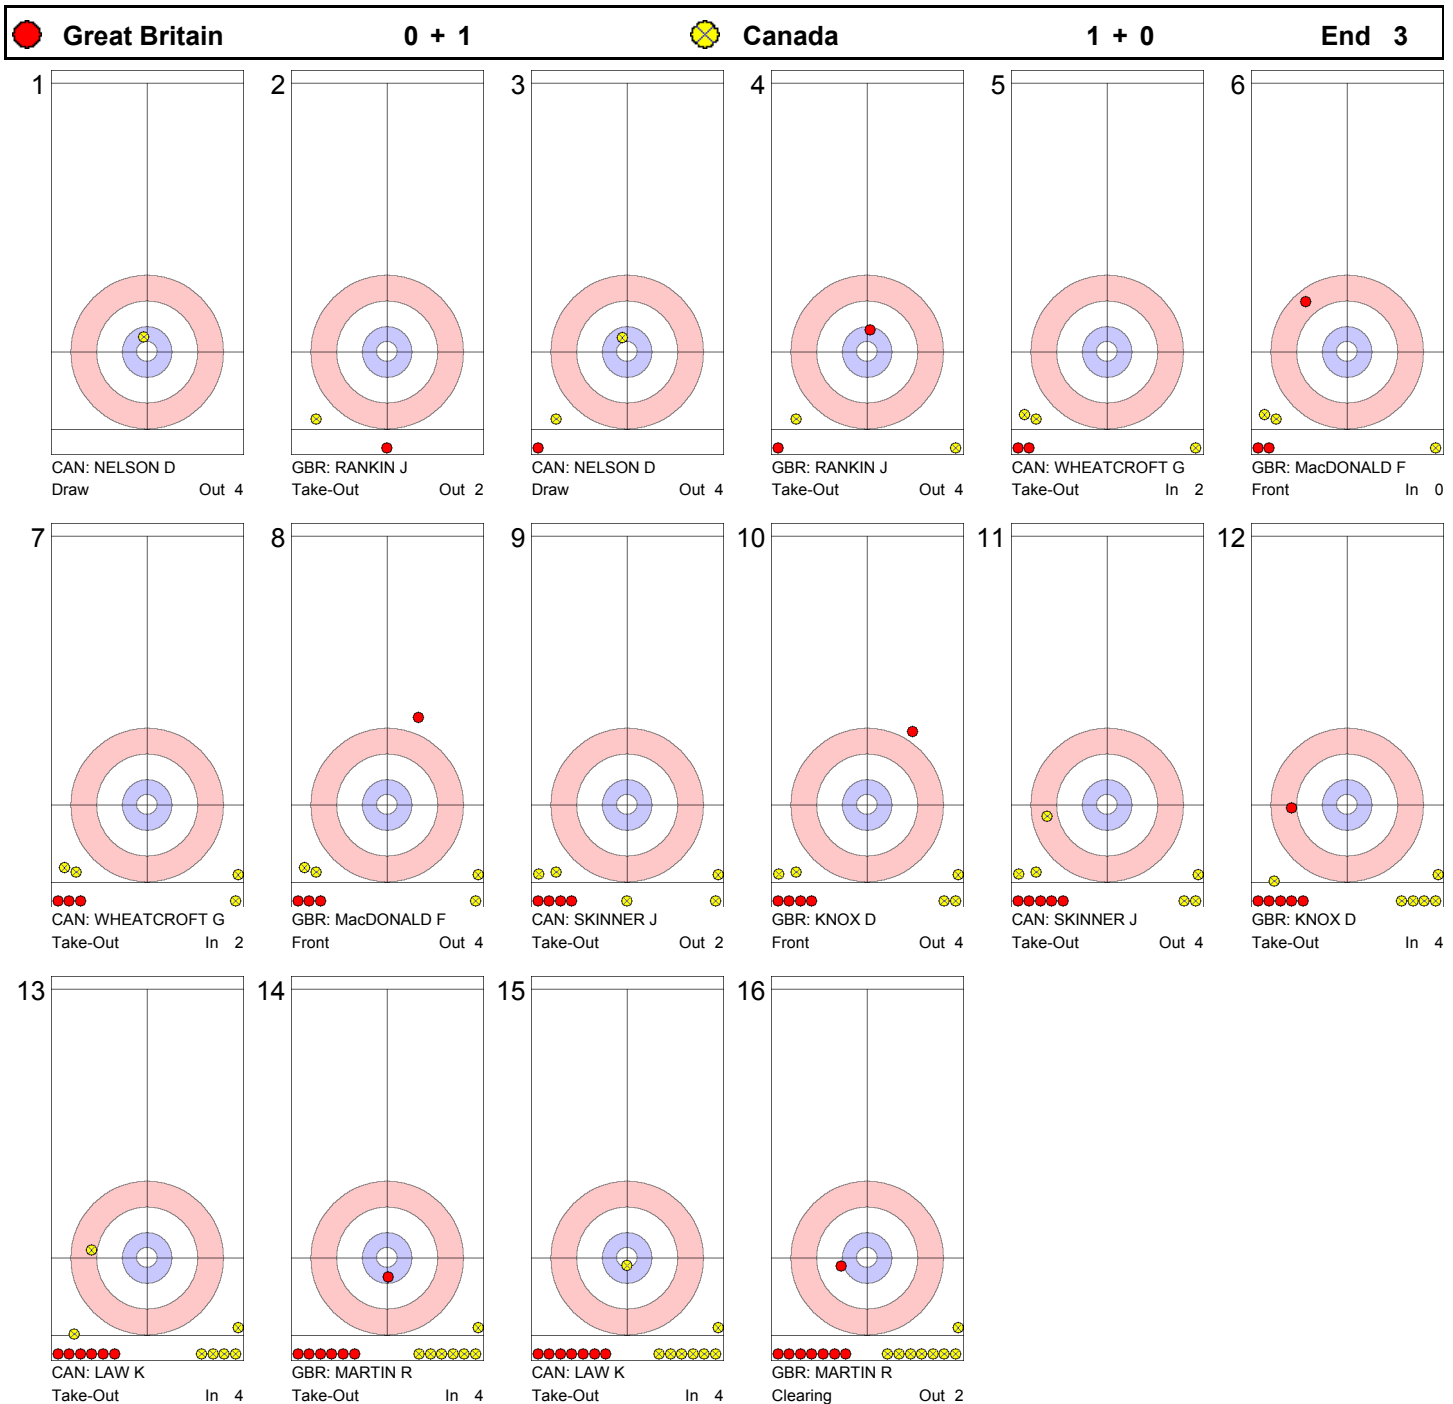 Great Britain 0 + 1 Canada 1 + 0 End 3
1 2 3 4 5 6
CAN: NELSON D GBR: RANKIN J CAN: NELSON D GBR: RANKIN J CAN: WHEATCROFT G GBR: MacDONALD F
Draw Out 4 Take-Out Out 2 Draw Out 4 Take-Out Out 4 Take-Out In 2 Front In 0
7 8 9 10 11 12
CAN: WHEATCROFT G GBR: MacDONALD F CAN: SKINNER J GBR: KNOX D CAN: SKINNER J GBR: KNOX D
Take-Out In 2 Front Out 4 Take-Out Out 2 Front Out 4 Take-Out Out 4 Take-Out In 4
13 14 15 16
CAN: LAW K GBR: MARTIN R CAN: LAW K GBR: MARTIN R
Take-Out In 4 Take-Out In 4 Take-Out In 4 Clearing Out 2